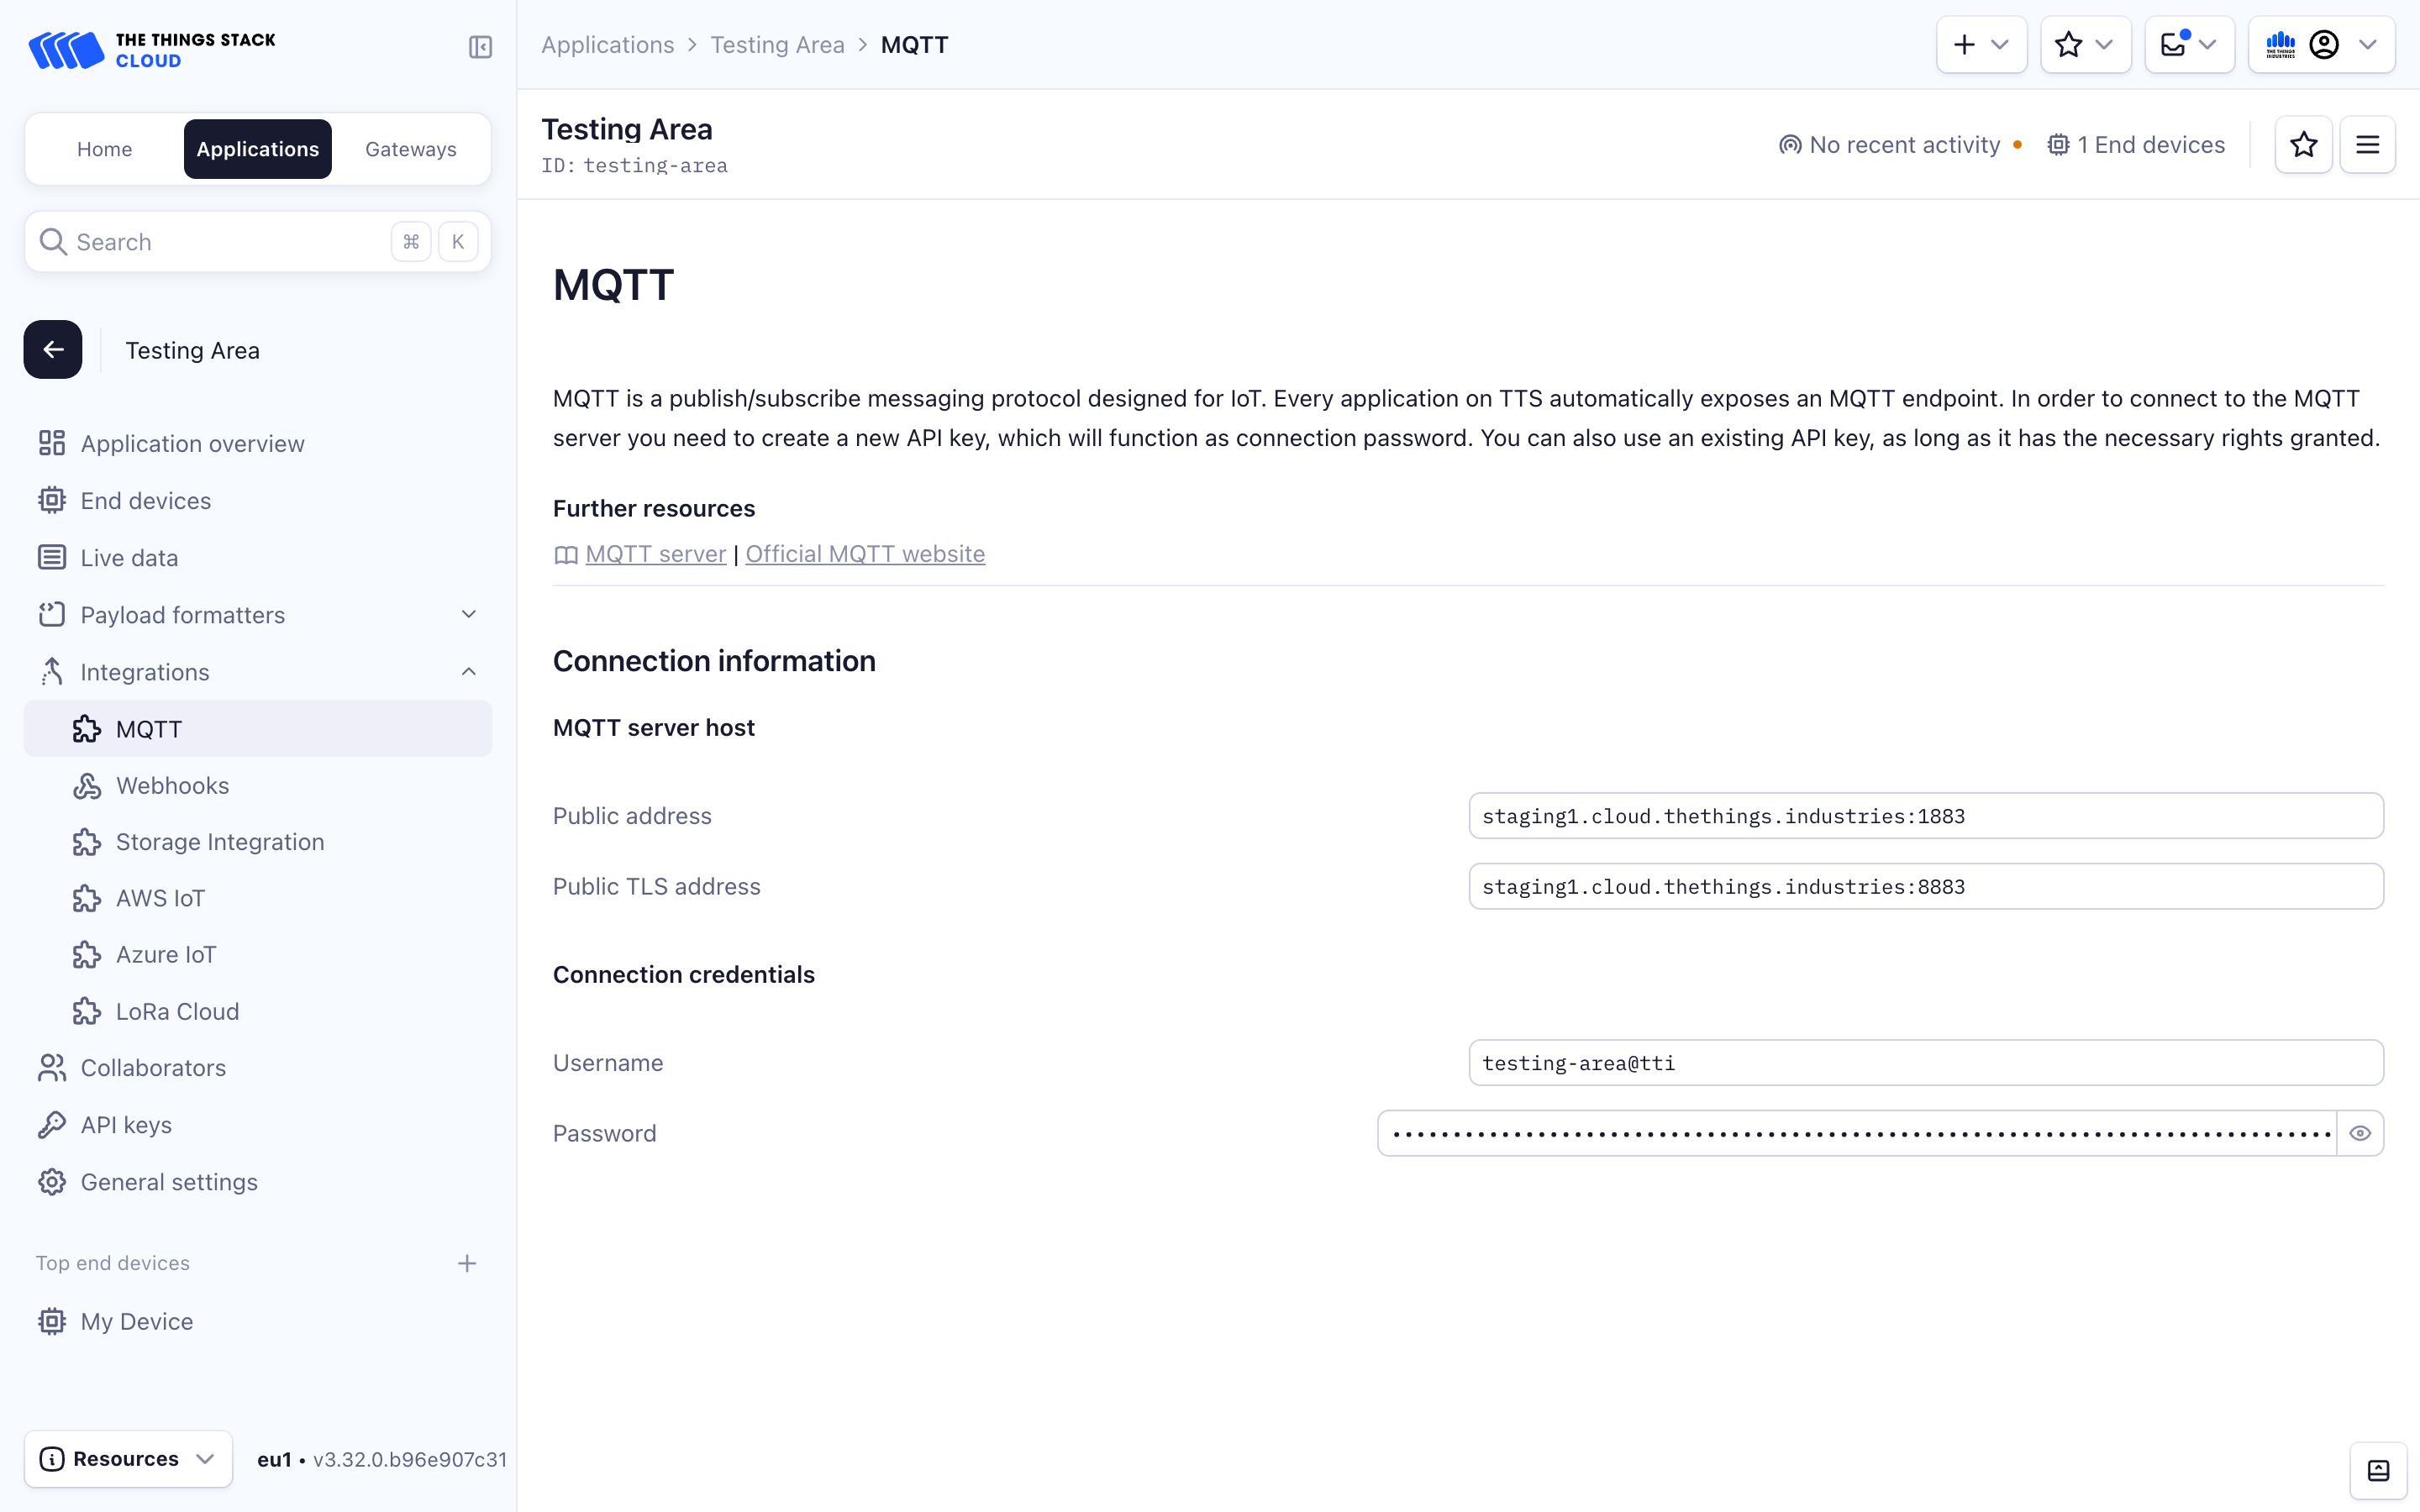 THE THINGS STACK
CLOUD
Home
Applications
Gateways
Search
⌘
K
Testing Area
Application overview
End devices
Live data
Payload formatters
Integrations
MQTT
Webhooks
Storage Integration
AWS IoT
Azure IoT
LoRa Cloud
Collaborators
API keys
General settings
Top end devices
My Device
Resources
eu1 • v3.32.0.b96e907c31
Applications > Testing Area > MQTT
THE THINGS
INDUSTRIES
Testing Area
ID: testing-area
No recent activity
1 End devices
MQTT
MQTT is a publish/subscribe messaging protocol designed for IoT. Every application on TTS automatically exposes an MQTT endpoint. In order to connect to the MQTT
server you need to create a new API key, which will function as connection password. You can also use an existing API key, as long as it has the necessary rights granted.
Further resources
MQTT server | Official MQTT website
Connection information
MQTT server host
Public address
staging1.cloud.thethings.industries:1883
Public TLS address
staging1.cloud.thethings.industries:8883
Connection credentials
Username
testing-area@tti
Password